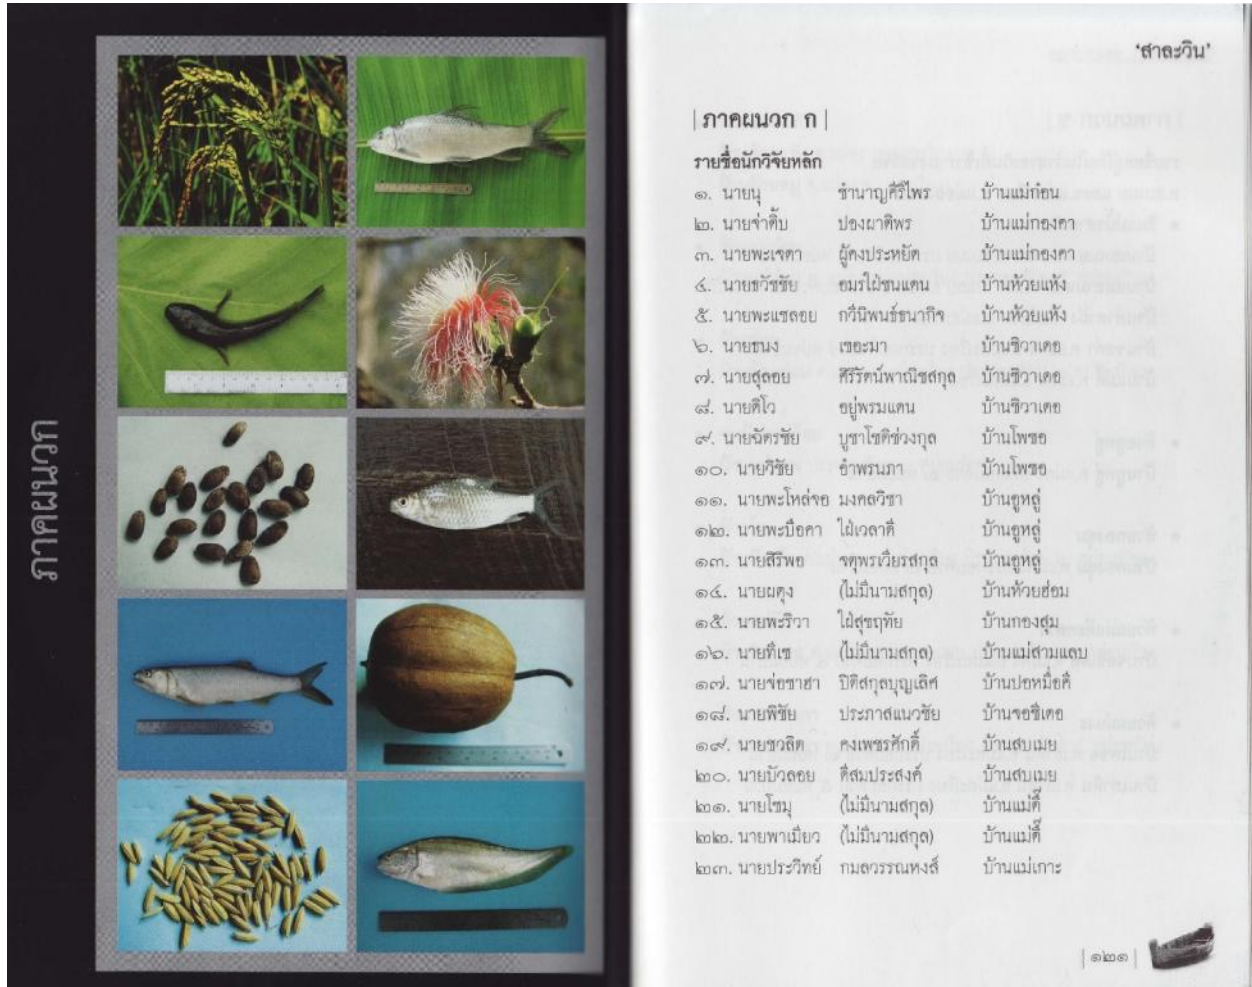 ภาคผนวก
'สาละวิน'
|ภาคผนวก ก|
รายชื่อนักวิจัยหลัก
๑. นายนุ ชำนาญคีรีไพร บ้านแม่ก๋อน
๒. นายจ่าดิ๊บ ปองผาติพร บ้านแม่กองคา
๓. นายพะเจดา ผู้ดงประหยัด บ้านแม่กองคา
๔. นายธวัชชัย อมรใฝ่ชนแดน บ้านห้วยแห้ง
๕. นายพะแชลอย กวีนิพนธ์ธนากิจ บ้านห้วยแห้ง
๖. นายธนง เซอะมา บ้านซิวาเดอ
๗. นายสุลอย ศิริรัตน์พาณิชสกุล บ้านซิวาเดอ
๘. นายดิโว อยู่พรมแดน บ้านซิวาเดอ
๙. นายฉัตรชัย บูชาโชติช่วงกุล บ้านโพซอ
๑๐. นายวิชัย อำพรนภา บ้านโพซอ
๑๑. นายพะโหล่จอ มงคลวิชา บ้านอูหลู่
๑๒. นายพะบือคา ไฝ่เวลาดี บ้านอูหลู่
๑๓. นายสิริพอ จตุพรเวียรสกุล บ้านอูหลู่
๑๔. นายผดุง (ไม่มีนามสกุล) บ้านห้วยฮ่อม
๑๕. นายพะริวา ใฝ่สุขฤทัย บ้านกองสุม
๑๖. นายทิเช (ไม่มีนามสกุล) บ้านแม่สามแลบ
๑๗. นายจ่อชาฮา ปิติสกุลบุญเลิศ บ้านปอหมื้อคี
๑๘. นายพิชัย ประภาสแนวชัย บ้านจอซิเดอ
๑๙. นายชวลิต คงเพชรศักดิ์ บ้านสบเมย
๒๐. นายบัวลอย ดีสมประสงค์ บ้านสบเมย
๒๑. นายโชมุ (ไม่มีนามสกุล) บ้านแม่ตี๊
๒๒. นายพาเมียว (ไม่มีนามสกุล) บ้านแม่ตี๊
๒๓. นายประวิทย์ กมลวรรณหงส์ บ้านแม่เกาะ
|๑๒๑|